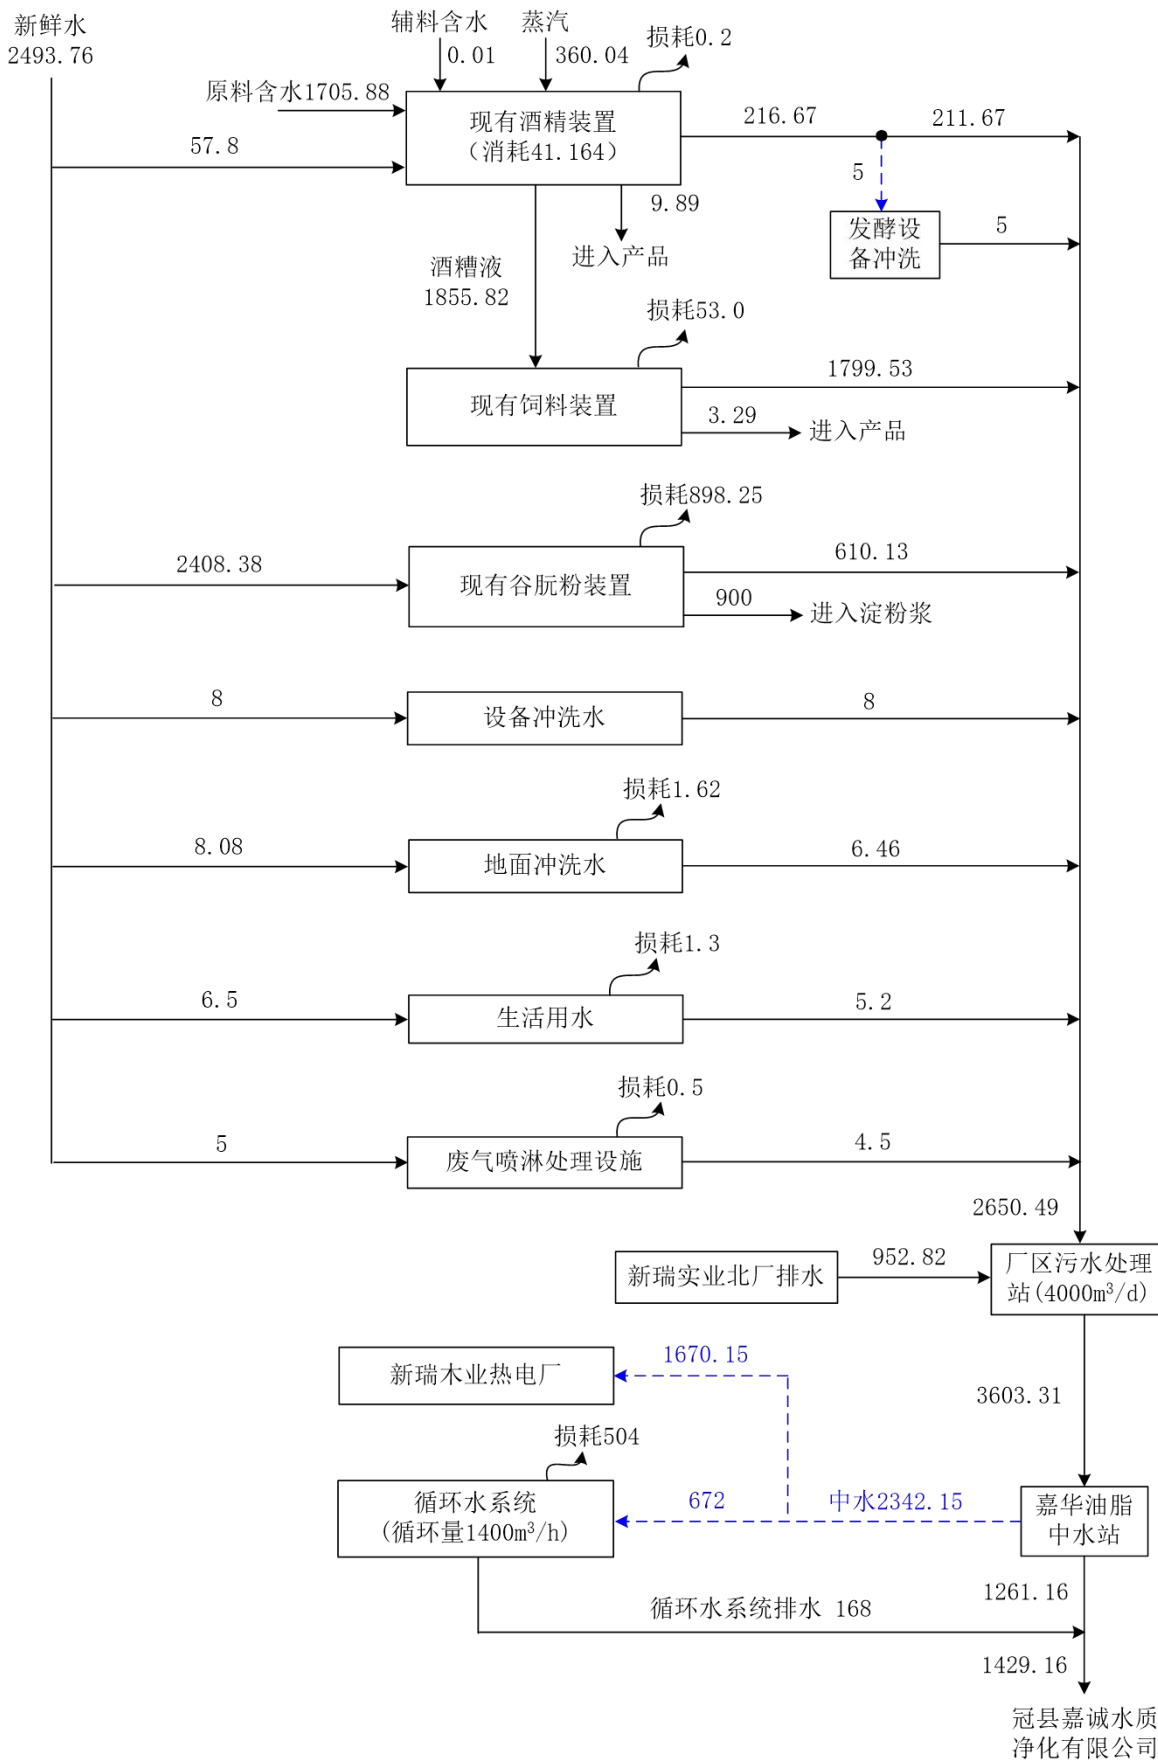 新鲜水
2493.76
辅料含水
0.01
蒸汽
360.04
损耗0.2
原料含水1705.88
57.8
现有酒精装置
（消耗41.164）
216.67
211.67
5
发酵设
备冲洗
5
9.89
进入产品
酒糟液
1855.82
损耗53.0
现有饲料装置
1799.53
3.29
进入产品
损耗898.25
2408.38
现有谷朊粉装置
610.13
900
进入淀粉浆
8
设备冲洗水
8
损耗1.62
8.08
地面冲洗水
6.46
损耗1.3
6.5
生活用水
5.2
损耗0.5
5
废气喷淋处理设施
4.5
2650.49
新瑞实业北厂排水
952.82
厂区污水处理
站(4000m³/d)
新瑞木业热电厂
1670.15
3603.31
损耗504
循环水系统
(循环量1400m³/h)
672
中水2342.15
嘉华油脂
中水站
1261.16
循环水系统排水 168
1429.16
冠县嘉诚水质
净化有限公司